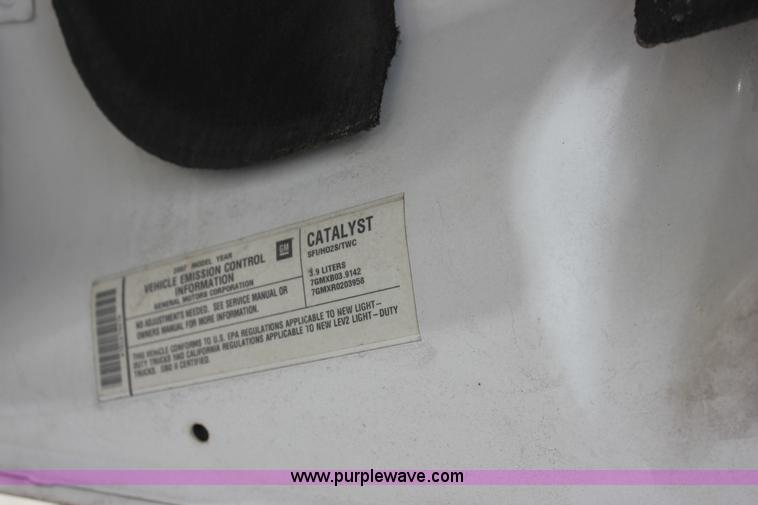 2007 MODEL YEAR
VEHICLE EMISSION CONTROL
INFORMATION
GENERAL MOTORS CORPORATION
GM
CATALYST
SFI/HO2S/TWC
3.9 LITERS
7GMXB03.9142
7GMXR0203956
NO ADJUSTMENTS NEEDED. SEE SERVICE MANUAL OR
OWNERS MANUAL FOR MORE INFORMATION.
THIS VEHICLE CONFORMS TO U.S. EPA REGULATIONS APPLICABLE TO NEW LIGHT-
DUTY TRUCKS AND CALIFORNIA REGULATIONS APPLICABLE TO NEW LEV2 LIGHT-DUTY
TRUCKS. OBD II CERTIFIED.
www.purplewave.com